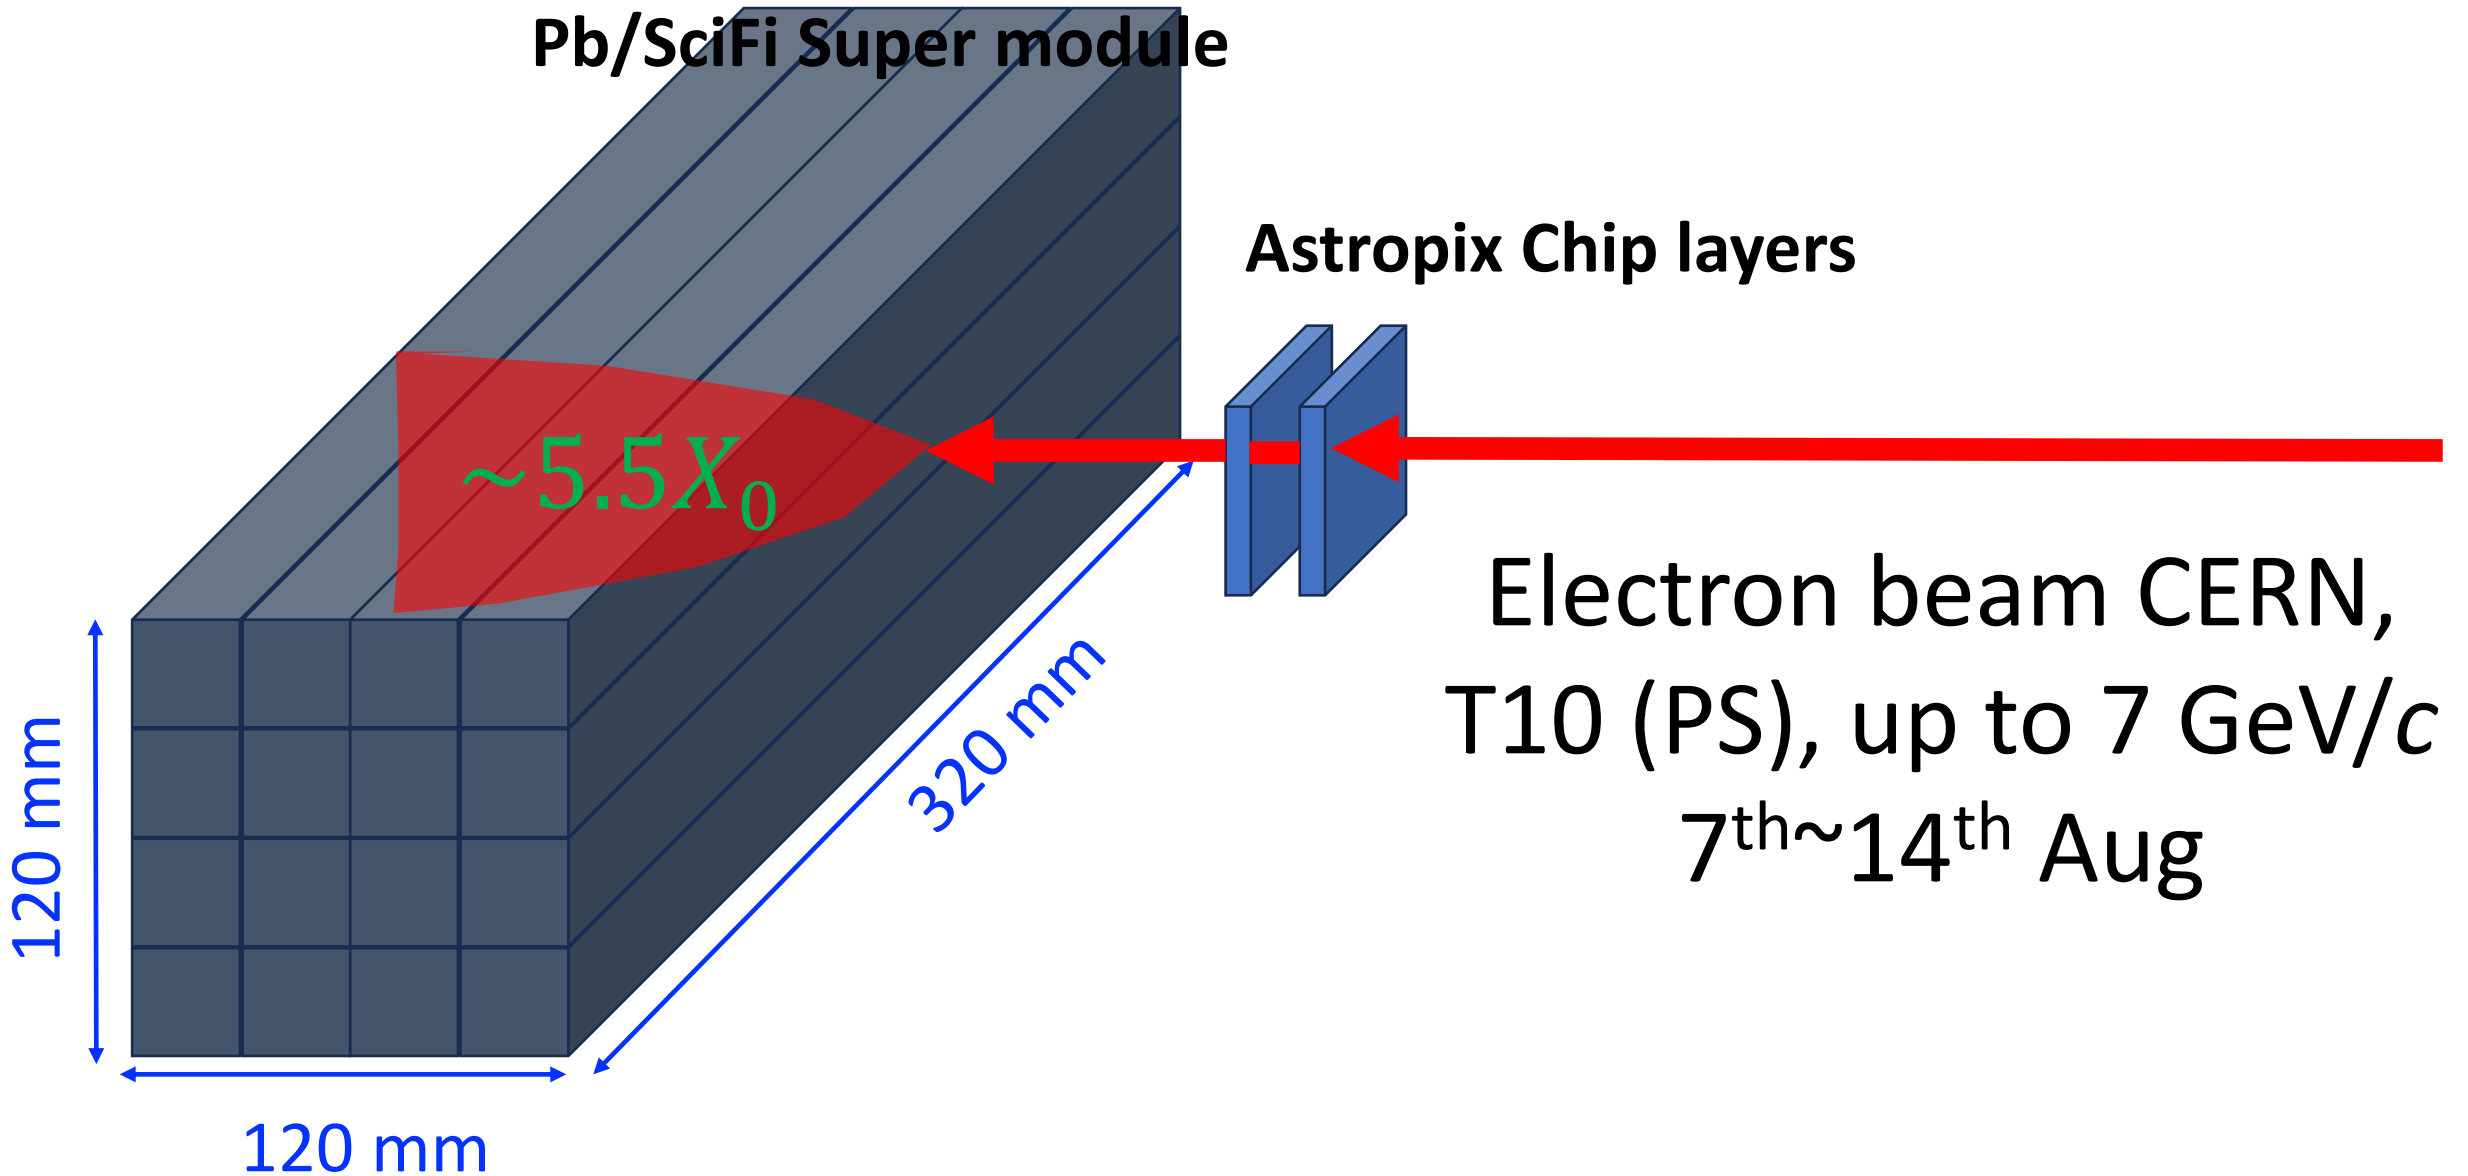 Pb/SciFi Super module
Astropix Chip layers
~5.5X₀
Electron beam CERN,
T10 (PS), up to 7 GeV/c
7ᵗʰ~14ᵗʰ Aug
320 mm
120 mm
120 mm